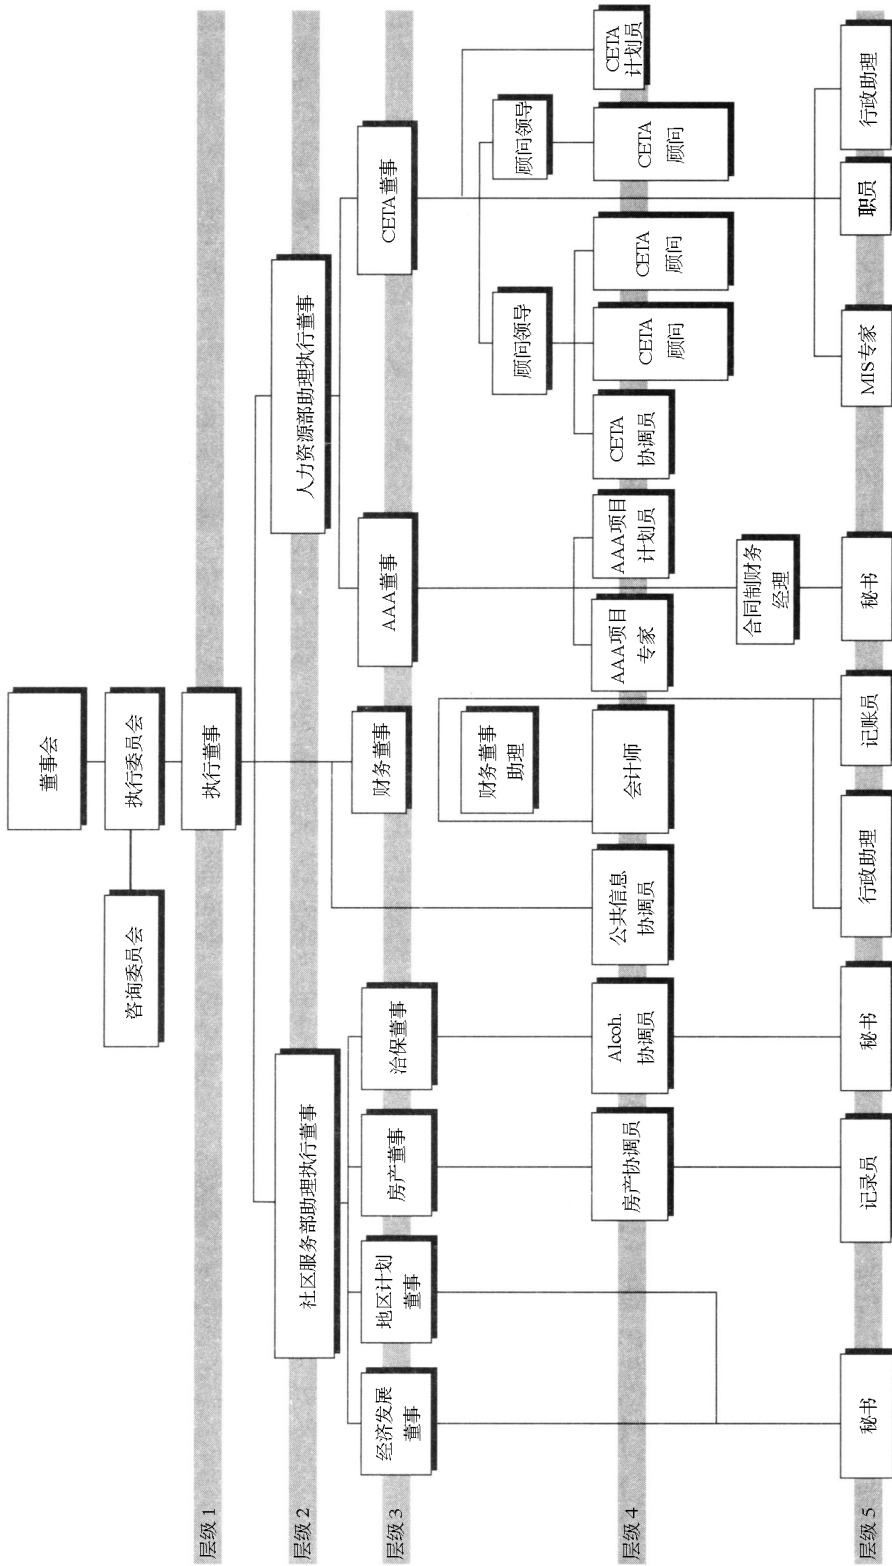 董事会
咨询委员会
执行委员会
层级 1
执行董事
层级 2
社区服务部助理执行董事
人力资源部助理执行董事
层级 3
经济发展
董事
地区计划
董事
房产董事
治保董事
财务董事
AAA董事
CETA董事
财务董事
助理
顾问领导
顾问领导
层级 4
房产协调员
Alcoh.
协调员
公共信息
协调员
会计师
AAA项目
专家
AAA项目
计划员
CETA
协调员
CETA
顾问
CETA
顾问
CETA
顾问
CETA
计划员
合同制财务
经理
层级 5
秘书
记录员
秘书
行政助理
记账员
秘书
MIS专家
职员
行政助理